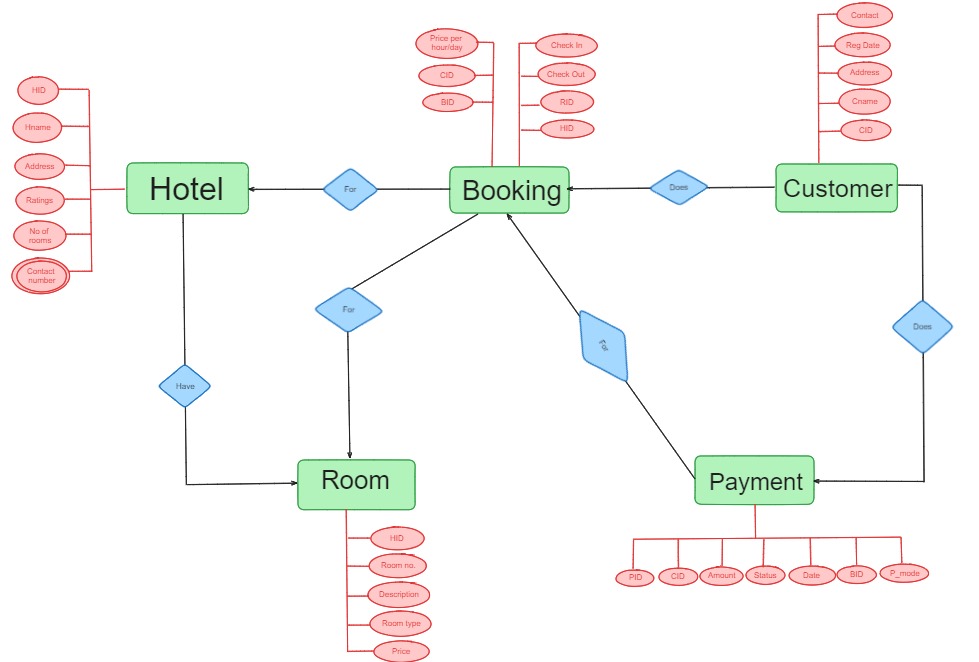 Contact
Reg Date
Address
Cname
CID
Price per
hour/day
CID
BID
Check In
Check Out
RID
HID
HID
Hname
Address
Ratings
No of
rooms
Contact
number
Hotel
For
Booking
Does
Customer
For
For
Does
Have
Room
Payment
HID
Room no.
Description
Room type
Price
PID
CID
Amount
Status
Date
BID
P_mode